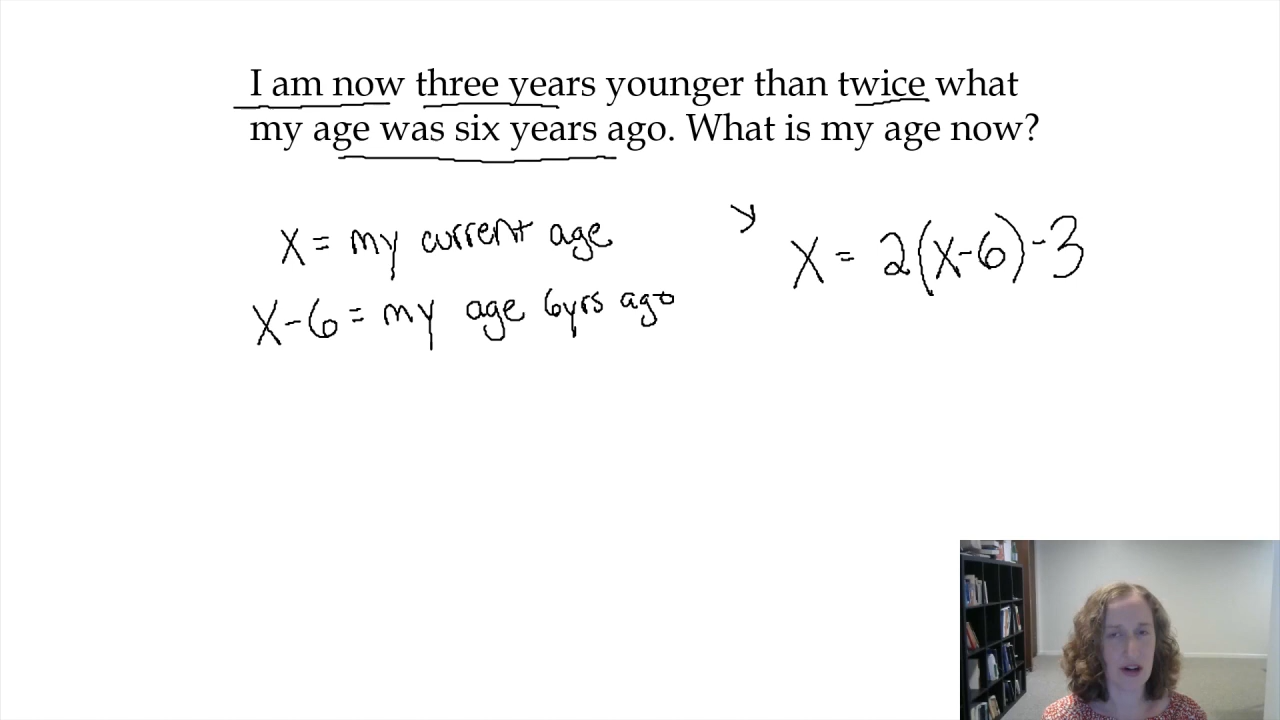 I am now three years younger than twice what
my age was six years ago. What is my age now?
x = my current age
x-6 = my age 6yrs ago
y
x = 2(x-6)-3